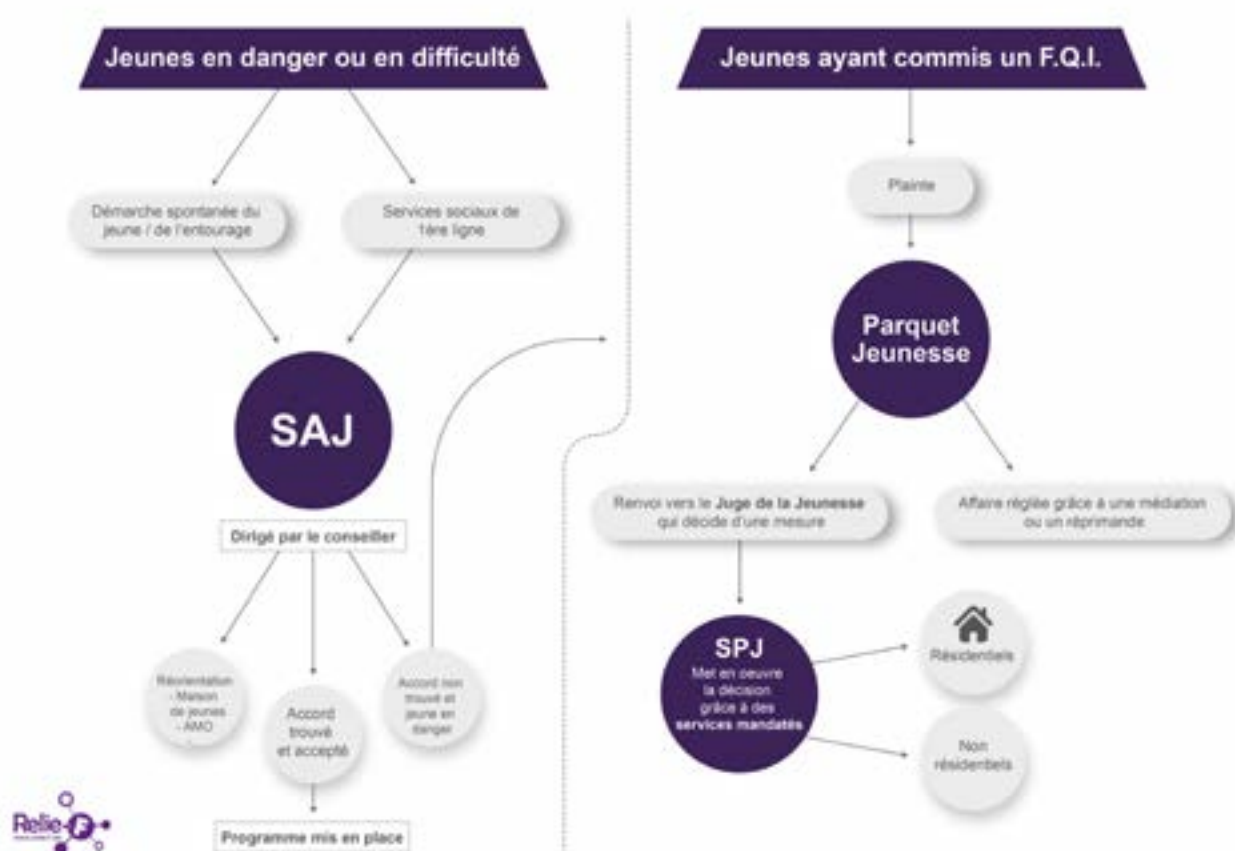 Jeunes en danger ou en difficulté
Démarche spontanée du
jeune / de l'entourage
Services sociaux de
1ère ligne
SAJ
Dirigé par le conseiller
Réorientation
- Maison
de jeunes
- AMO
Accord
trouvé
et accepté
Accord non
trouvé et
jeune en
danger
Programme mis en place
Relie F
Jeunes ayant commis un F.Q.I.
Plainte
Parquet
Jeunesse
Renvoi vers le Juge de la Jeunesse
qui décide d'une mesure
Affaire réglée grâce à une médiation
ou un réprimande
SPJ
Met en oeuvre
la décision
grâce à des
services mandatés
Résidentiels
Non
résidentiels